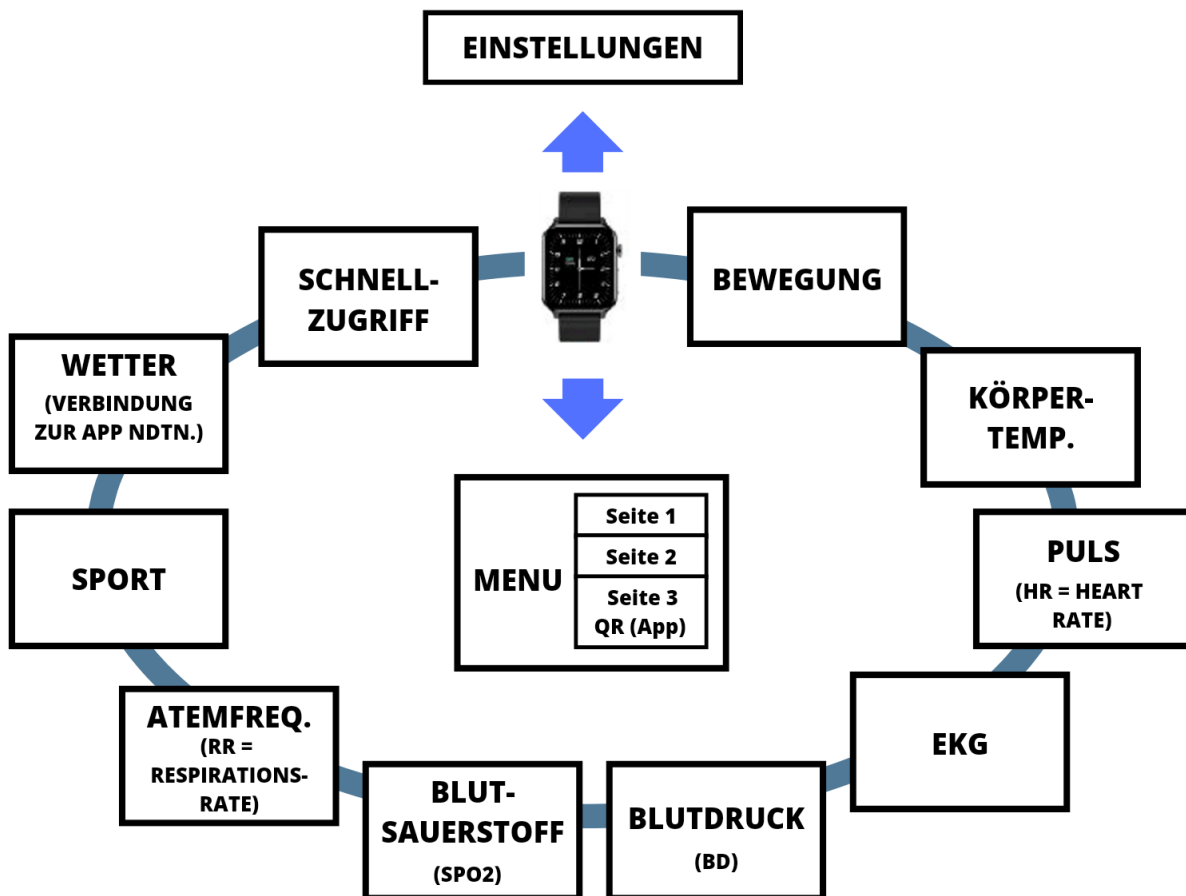 EINSTELLUNGEN
SCHNELL-
ZUGRIFF
BEWEGUNG
WETTER
(VERBINDUNG
ZUR APP NDTN.)
KÖRPER-
TEMP.
SPORT
MENU
Seite 1
Seite 2
Seite 3
QR (App)
PULS
(HR = HEART
RATE)
ATEMFREQ.
(RR =
RESPIRATIONS-
RATE)
EKG
BLUT-
SAUERSTOFF
(SPO2)
BLUTDRUCK
(BD)